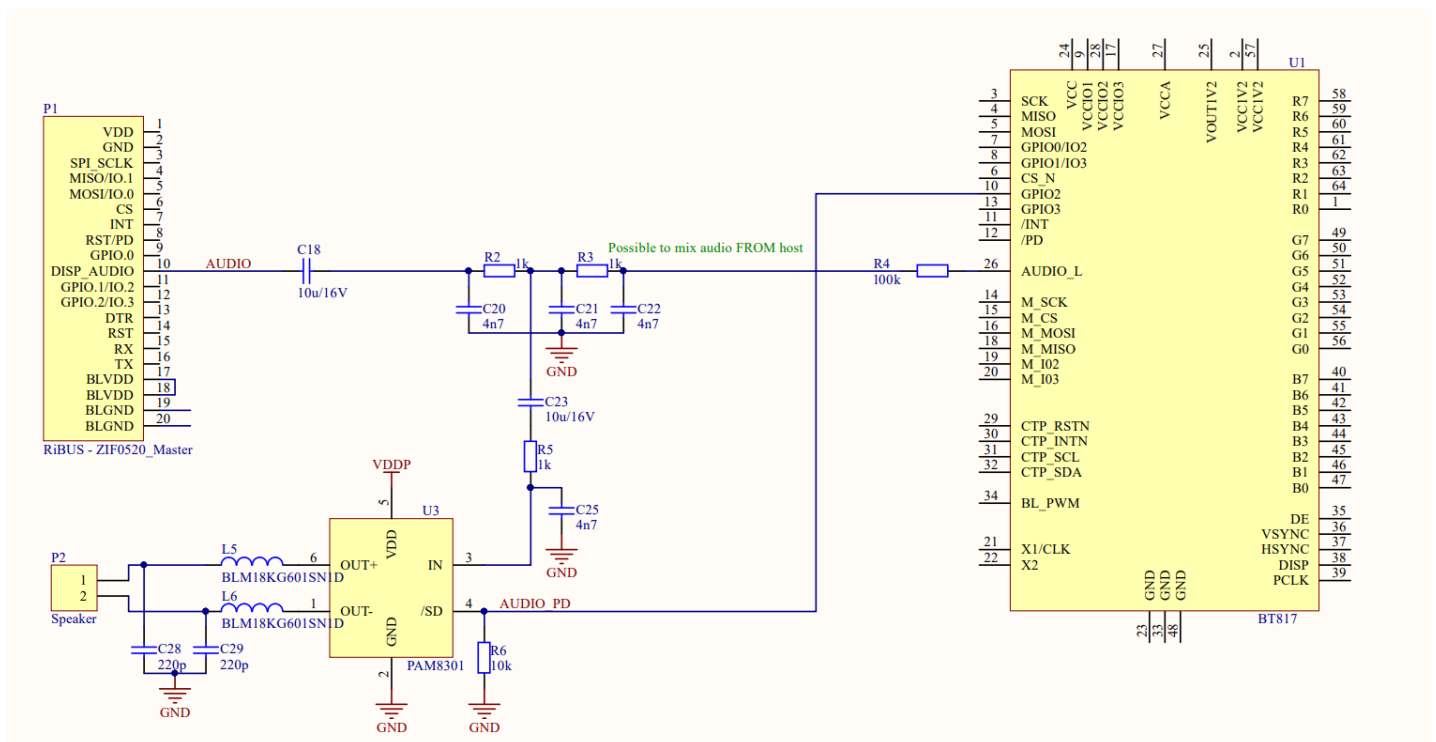 P1
VDD 1
GND 2
SPI_SCLK 3
MISO/IO.1 4
MOSI/IO.0 5
CS 6
INT 7
RST/PD 8
GPIO.0 9
DISP_AUDIO 10
GPIO.1/IO.2 11
GPIO.2/IO.3 12
DTR 13
RST 14
RX 15
TX 16
BLVDD 17
BLVDD 18
BLGND 19
BLGND 20
RiBUS - ZIF0520_Master
AUDIO
C18
10u/16V
R2
1k
R3
1k
Possible to mix audio FROM host
C20
4n7
C21
4n7
C22
4n7
GND
C23
10u/16V
R5
1k
C25
4n7
GND
R4
100k
VDDP
5
U3
VDD
6 OUT+
1 OUT-
IN 3
/SD 4
GND
2
PAM8301
GND
AUDIO_PD
R6
10k
GND
P2
1
2
Speaker
L5
BLM18KG601SN1D
L6
BLM18KG601SN1D
C28
220p
C29
220p
GND
U1
24 VCC
9 VCCIO1
28 VCCIO2
17 VCCIO3
27 VCCA
25 VOUT1V2
2 VCC1V2
57 VCC1V2
3 SCK
4 MISO
5 MOSI
7 GPIO0/IO2
8 GPIO1/IO3
6 CS_N
10 GPIO2
13 GPIO3
11 /INT
12 /PD
26 AUDIO_L
14 M_SCK
15 M_CS
16 M_MOSI
18 M_MISO
19 M_I02
20 M_I03
29 CTP_RSTN
30 CTP_INTN
31 CTP_SCL
32 CTP_SDA
34 BL_PWM
21 X1/CLK
22 X2
R7 58
R6 59
R5 60
R4 61
R3 62
R2 63
R1 64
R0 1
G7 49
G6 50
G5 51
G4 52
G3 53
G2 54
G1 55
G0 56
B7 40
B6 41
B5 42
B4 43
B3 44
B2 45
B1 46
B0 47
DE 35
VSYNC 36
HSYNC 37
DISP 38
PCLK 39
GND 23
GND 33
GND 48
BT817